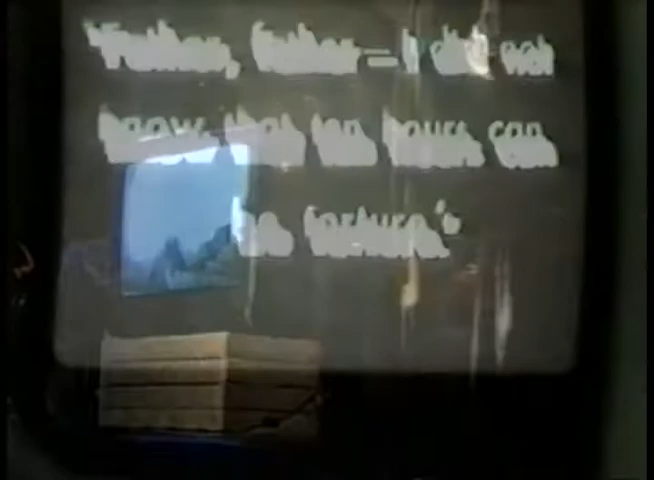 "Father, father — I did not
know that ten hours can
be torture."